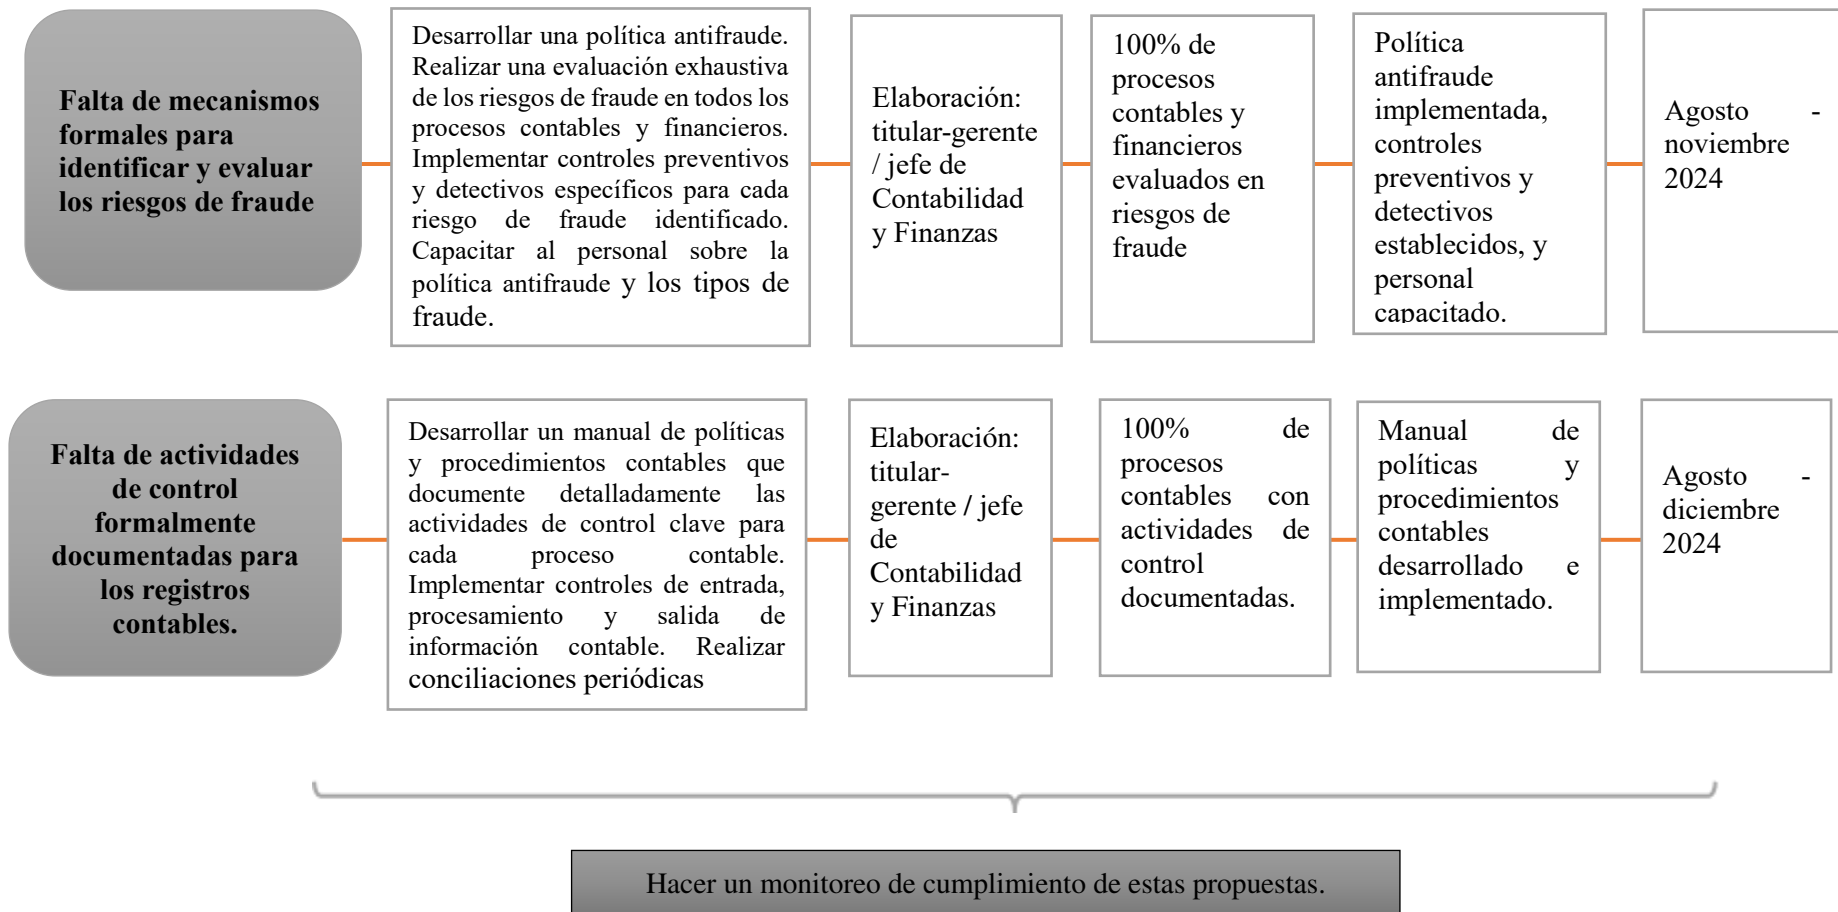 Falta de mecanismos
formales para
identificar y evaluar
los riesgos de fraude
Desarrollar una política antifraude.
Realizar una evaluación exhaustiva
de los riesgos de fraude en todos los
procesos contables y financieros.
Implementar controles preventivos
y detectivos específicos para cada
riesgo de fraude identificado.
Capacitar al personal sobre la
política antifraude y los tipos de
fraude.
Elaboración:
titular-gerente
/ jefe de
Contabilidad
y Finanzas
100% de
procesos
contables y
financieros
evaluados en
riesgos de
fraude
Política
antifraude
implementada,
controles
preventivos y
detectivos
establecidos, y
personal
capacitado.
Agosto -
noviembre
2024
Falta de actividades
de control
formalmente
documentadas para
los registros
contables.
Desarrollar un manual de políticas
y procedimientos contables que
documente detalladamente las
actividades de control clave para
cada proceso contable.
Implementar controles de entrada,
procesamiento y salida de
información contable. Realizar
conciliaciones periódicas
Elaboración:
titular-
gerente / jefe
de
Contabilidad
y Finanzas
100% de
procesos
contables con
actividades de
control
documentadas.
Manual de
políticas y
procedimientos
contables
desarrollado e
implementado.
Agosto -
diciembre
2024
Hacer un monitoreo de cumplimiento de estas propuestas.